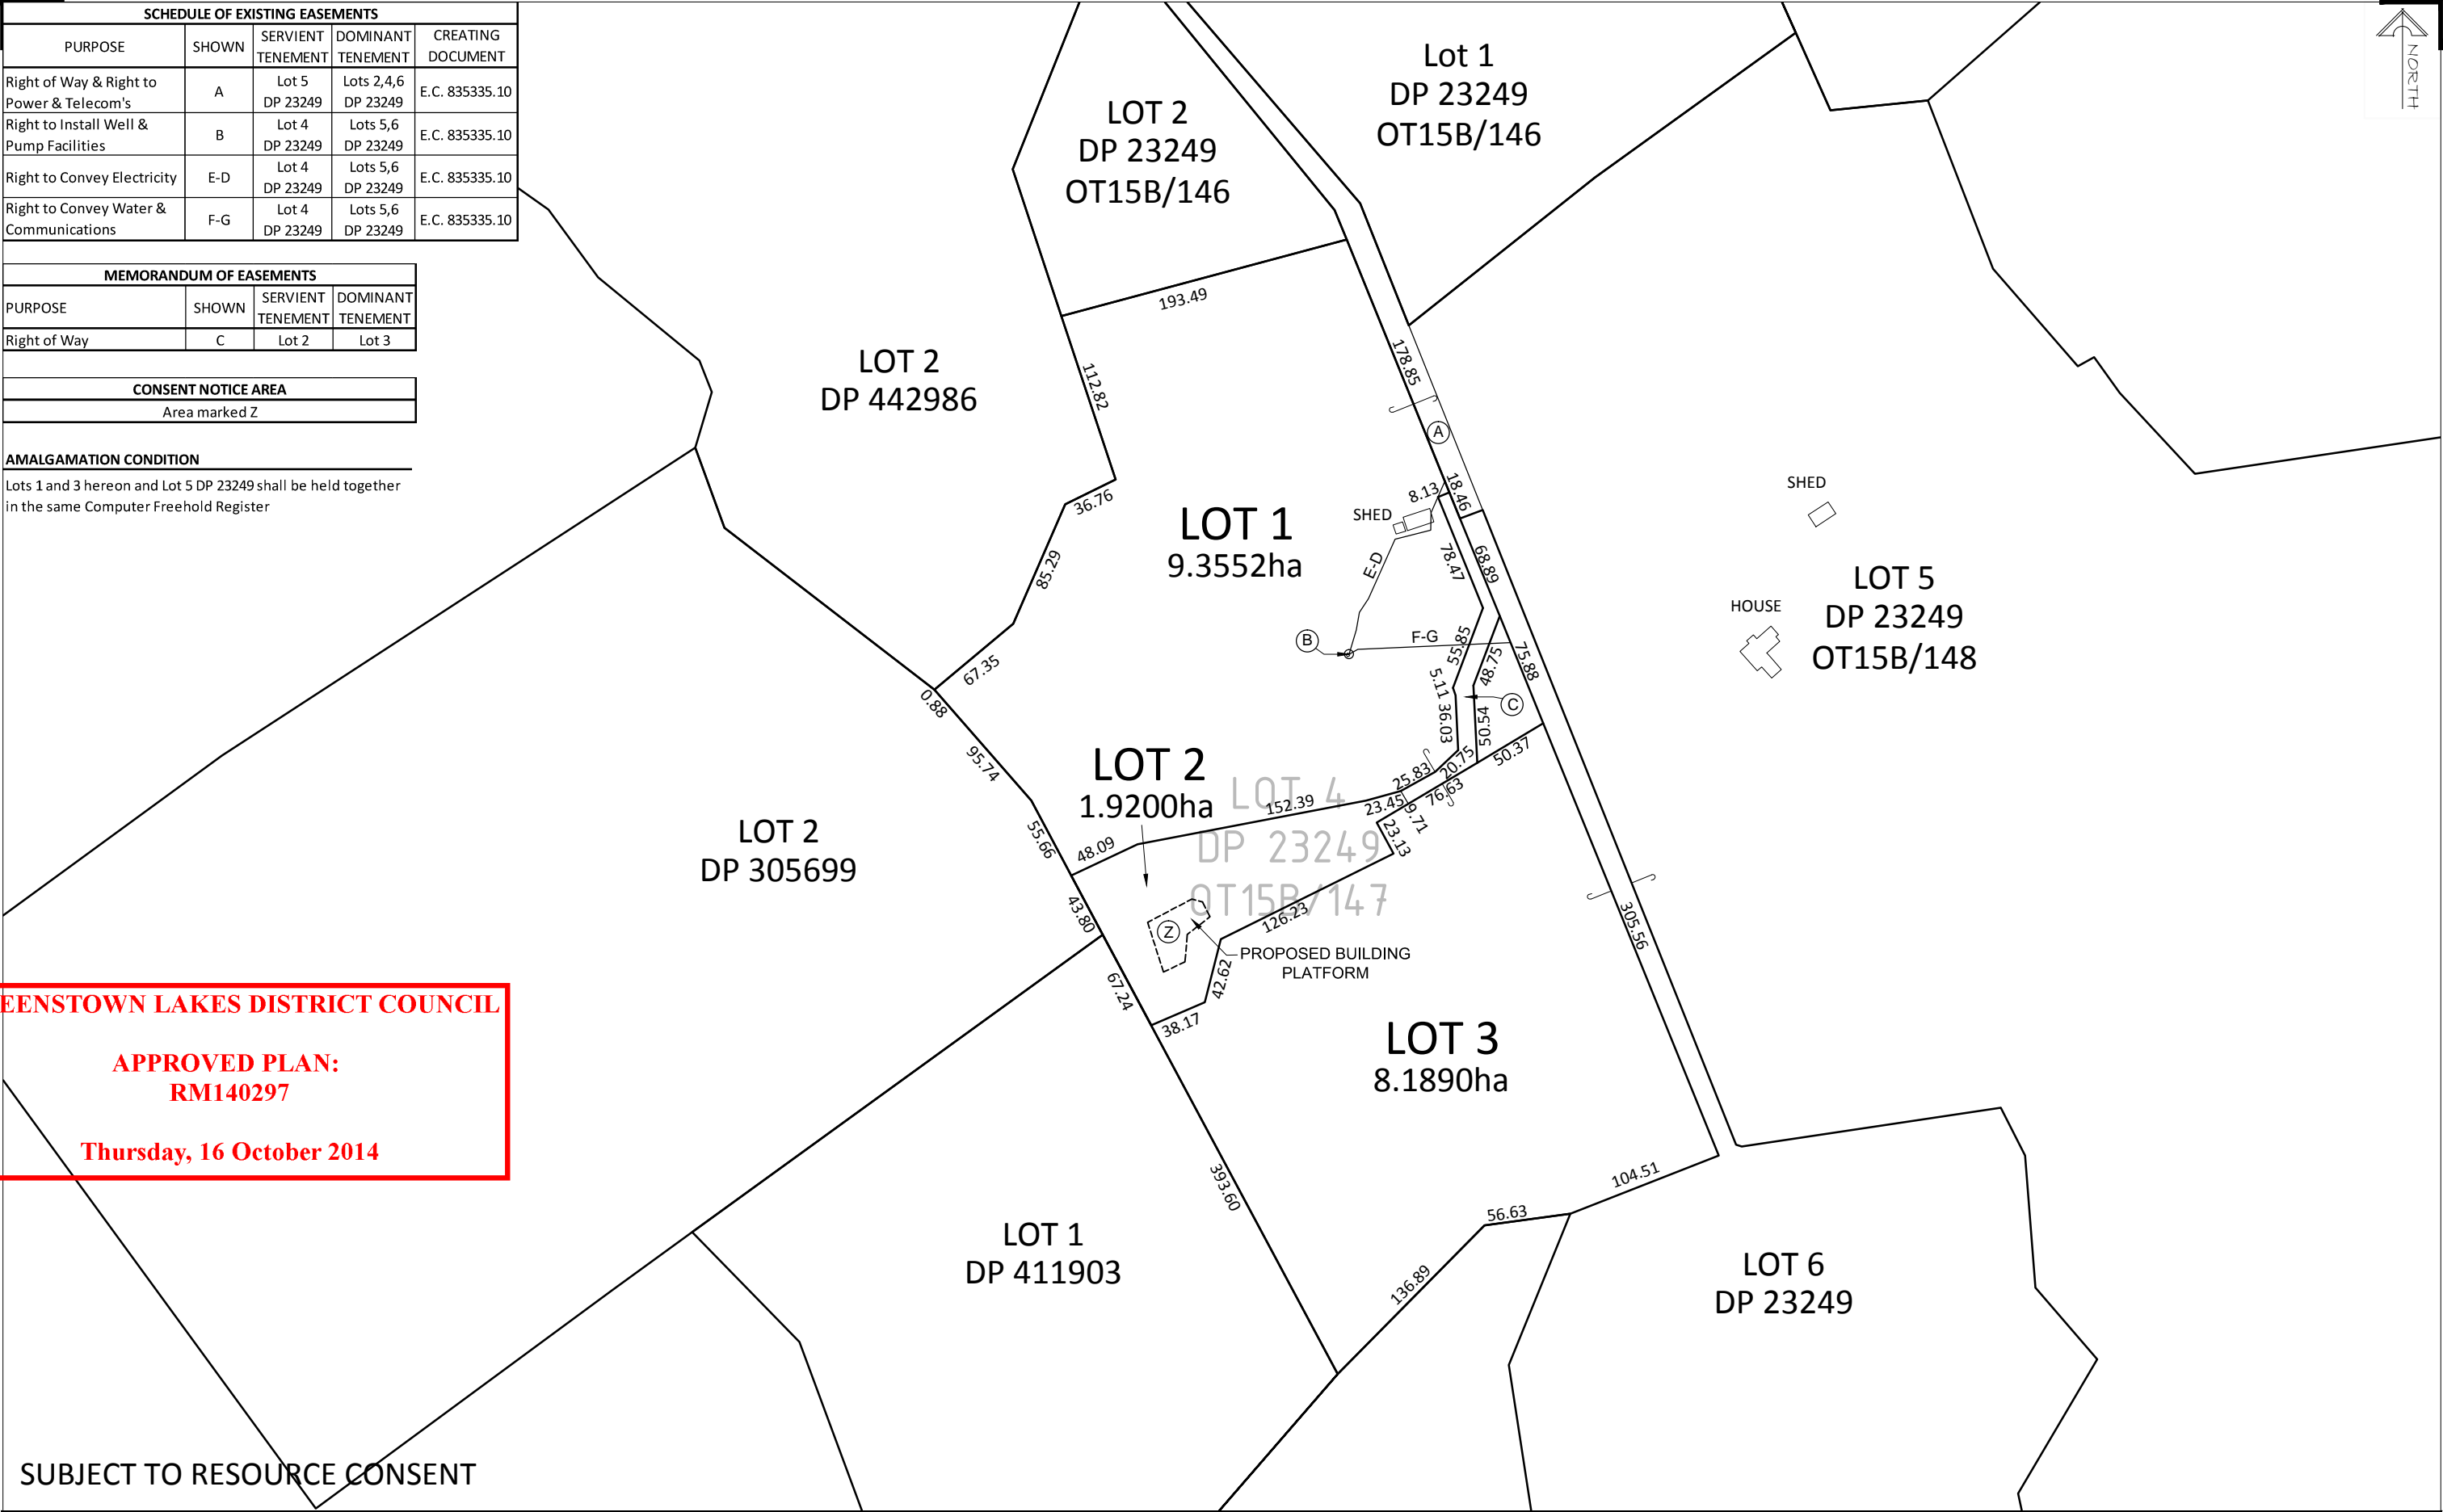 SCHEDULE OF EXISTING EASEMENTS
PURPOSE SHOWN SERVIENT TENEMENT DOMINANT TENEMENT CREATING DOCUMENT
Right of Way & Right to Power & Telecom's A Lot 5 DP 23249 Lots 2,4,6 DP 23249 E.C. 835335.10
Right to Install Well & Pump Facilities B Lot 4 DP 23249 Lots 5,6 DP 23249 E.C. 835335.10
Right to Convey Electricity E-D Lot 4 DP 23249 Lots 5,6 DP 23249 E.C. 835335.10
Right to Convey Water & Communications F-G Lot 4 DP 23249 Lots 5,6 DP 23249 E.C. 835335.10
MEMORANDUM OF EASEMENTS
PURPOSE SHOWN SERVIENT TENEMENT DOMINANT TENEMENT
Right of Way C Lot 2 Lot 3
CONSENT NOTICE AREA
Area marked Z
AMALGAMATION CONDITION
Lots 1 and 3 hereon and Lot 5 DP 23249 shall be held together
in the same Computer Freehold Register
EENSTOWN LAKES DISTRICT COUNCIL
APPROVED PLAN:
RM140297
Thursday, 16 October 2014
SUBJECT TO RESOURCE CONSENT
NORTH
Lot 1
DP 23249
OT15B/146
LOT 2
DP 23249
OT15B/146
193.49
178.85
112.82
LOT 2
DP 442986
A
36.76
85.29
67.35
0.88
LOT 1
9.3552ha
SHED
8.13
18.46
78.47
68.89
E-D
B
F-G
55.85
48.75
75.88
5.11
36.03
50.54
C
SHED
HOUSE
LOT 5
DP 23249
OT15B/148
95.74
55.66
LOT 2
1.9200ha
LOT 4
DP 23249
OT15B/147
48.09
152.39
25.83
20.75
50.37
23.45
76.63
9.71
23.13
LOT 2
DP 305699
43.80
Z
126.23
PROPOSED BUILDING
PLATFORM
42.62
67.24
38.17
305.56
LOT 3
8.1890ha
393.60
104.51
56.63
136.89
LOT 1
DP 411903
LOT 6
DP 23249